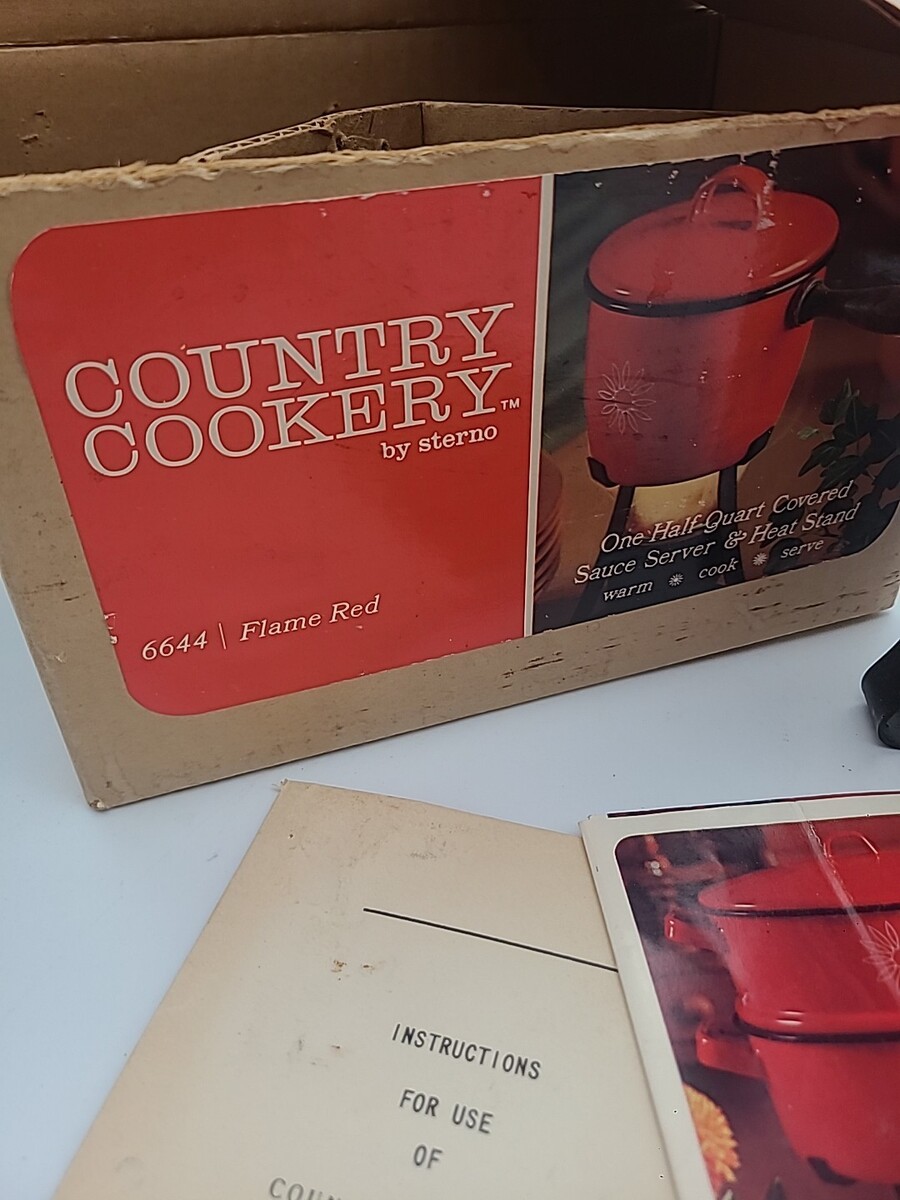 COUNTRY
COOKERY™
by sterno
6644 | Flame Red
One Half-Quart Covered
Sauce Server & Heat Stand
warm cook serve
INSTRUCTIONS
FOR USE
OF